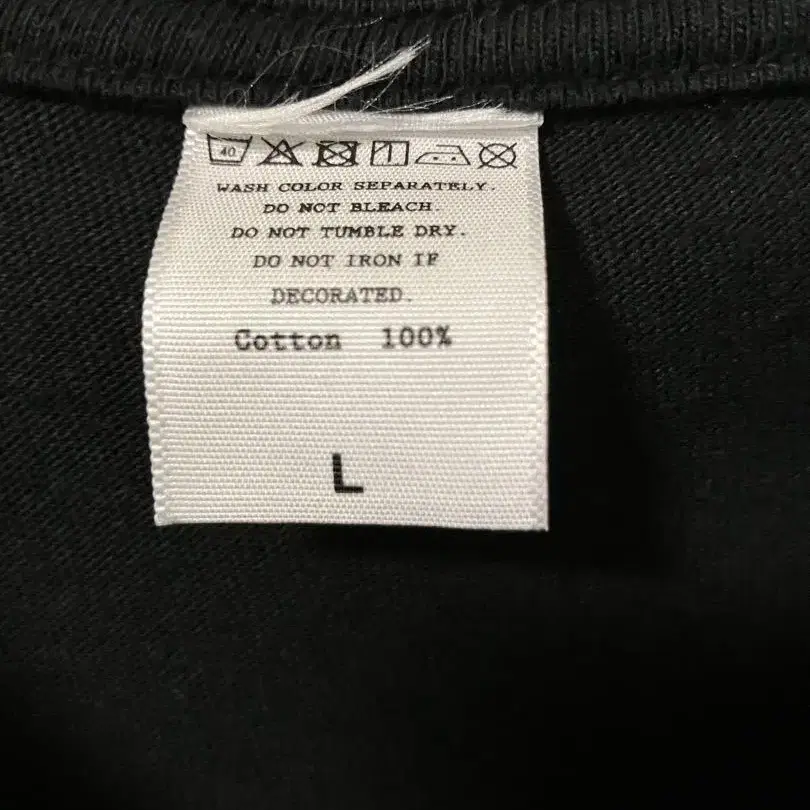 40
WASH COLOR SEPARATELY.
DO NOT BLEACH.
DO NOT TUMBLE DRY.
DO NOT IRON IF
DECORATED.
Cotton 100%
L